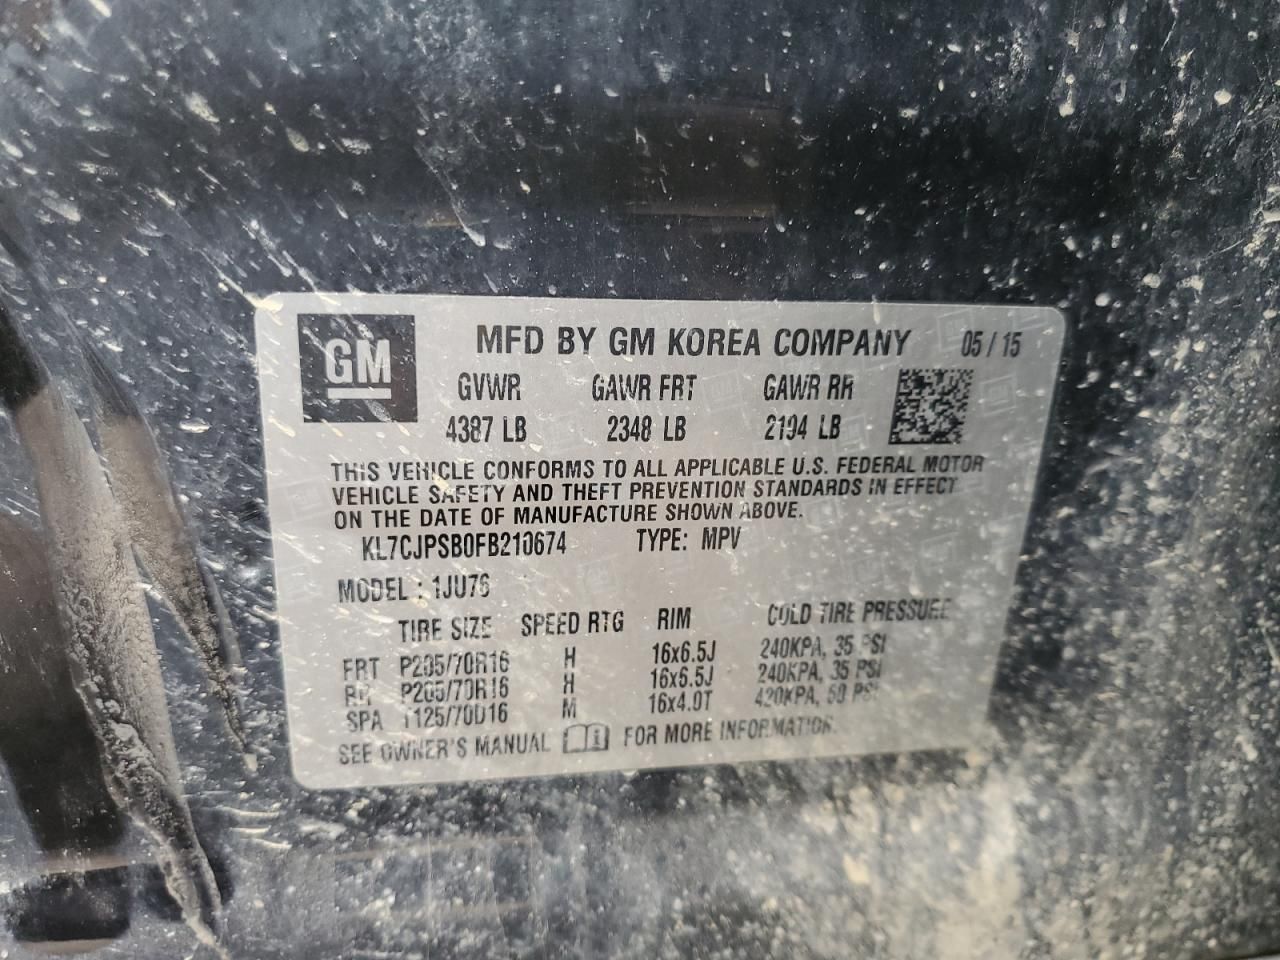 GM
MFD BY GM KOREA COMPANY 05/15
GVWR GAWR FRT GAWR RR
4387 LB 2348 LB 2194 LB
THIS VEHICLE CONFORMS TO ALL APPLICABLE U.S. FEDERAL MOTOR
VEHICLE SAFETY AND THEFT PREVENTION STANDARDS IN EFFECT
ON THE DATE OF MANUFACTURE SHOWN ABOVE.
KL7CJPSB0FB210674 TYPE: MPV
MODEL : 1JU76
TIRE SIZE SPEED RTG RIM COLD TIRE PRESSURE
FRT P205/70R16 H 16x6.5J 240KPA, 35 PSI
RR P205/70R16 H 16x6.5J 240KPA, 35 PSI
SPA T125/70D16 M 16x4.0T 420KPA, 60 PSI
SEE OWNER'S MANUAL FOR MORE INFORMATION.